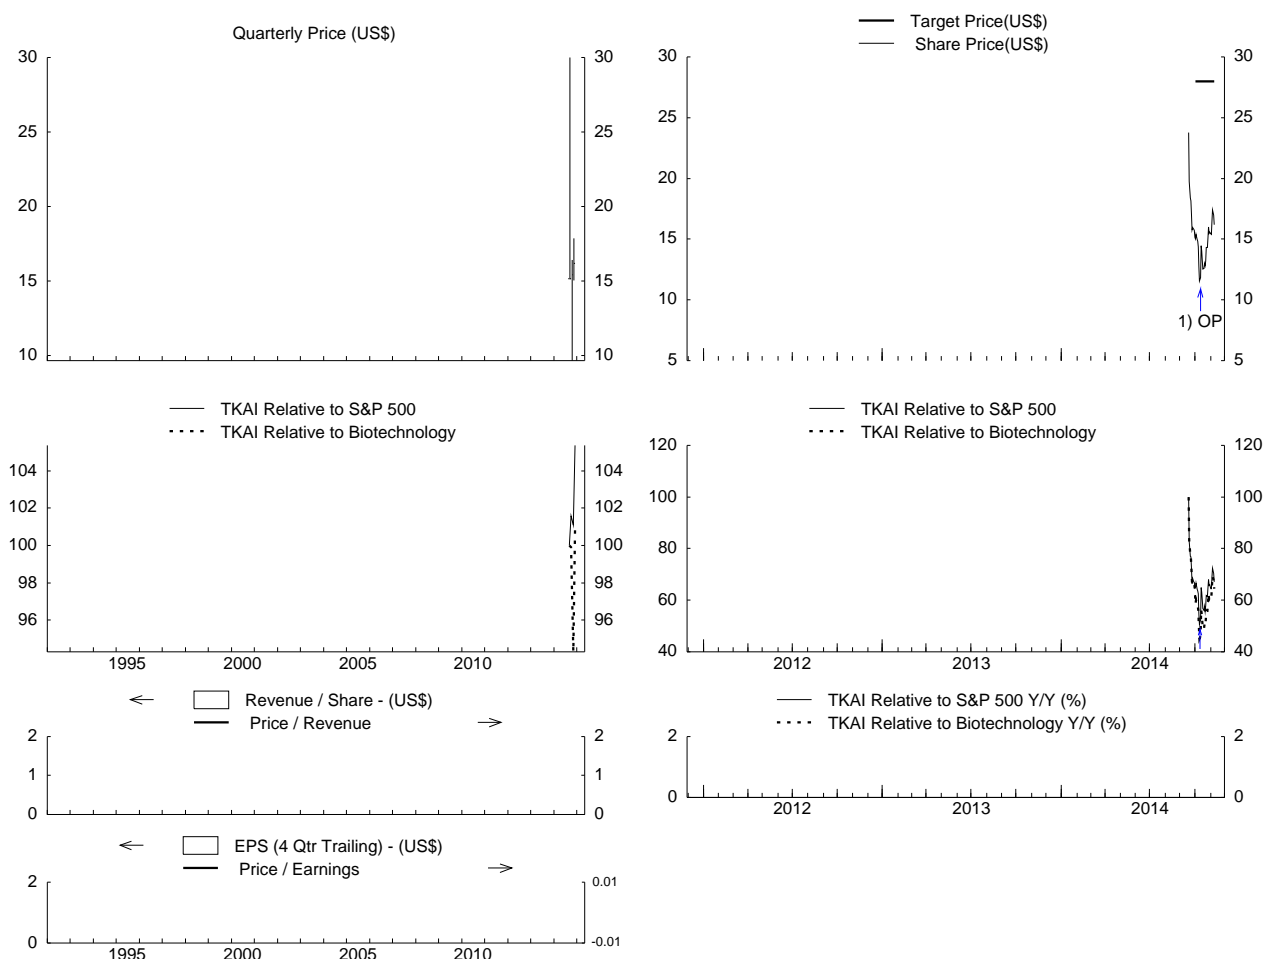 Quarterly Price (US$)
30 30
25 25
20 20
15 15
10 10
Target Price(US$)
Share Price(US$)
30 30
25 25
20 20
15 15
10 10
1) OP
5 5
TKAI Relative to S&P 500
TKAI Relative to Biotechnology
104 104
102 102
100 100
98 98
96 96
1995 2000 2005 2010
TKAI Relative to S&P 500
TKAI Relative to Biotechnology
120 120
100 100
80 80
60 60
40 40
2012 2013 2014
Revenue / Share - (US$)
Price / Revenue
2 2
1 1
0 0
TKAI Relative to S&P 500 Y/Y (%)
TKAI Relative to Biotechnology Y/Y (%)
2 2
0 0
2012 2013 2014
EPS (4 Qtr Trailing) - (US$)
Price / Earnings
2 0.01
0 -0.01
1995 2000 2005 2010